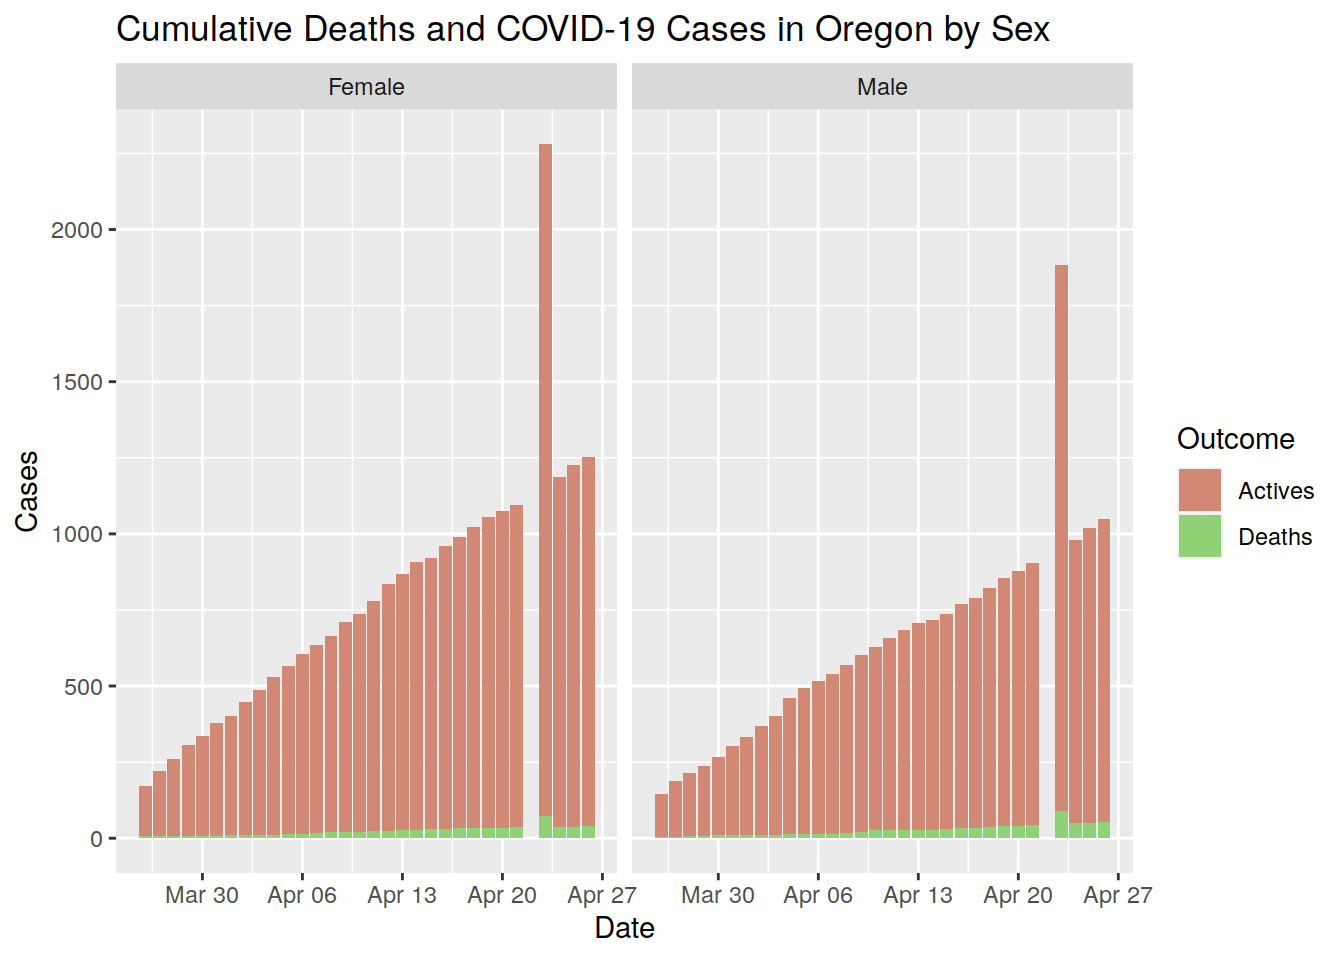 Cumulative Deaths and COVID-19 Cases in Oregon by Sex
Female
Male
Cases
2000
1500
1000
500
0
Mar 30
Apr 06
Apr 13
Apr 20
Apr 27
Mar 30
Apr 06
Apr 13
Apr 20
Apr 27
Date
Outcome
Actives
Deaths